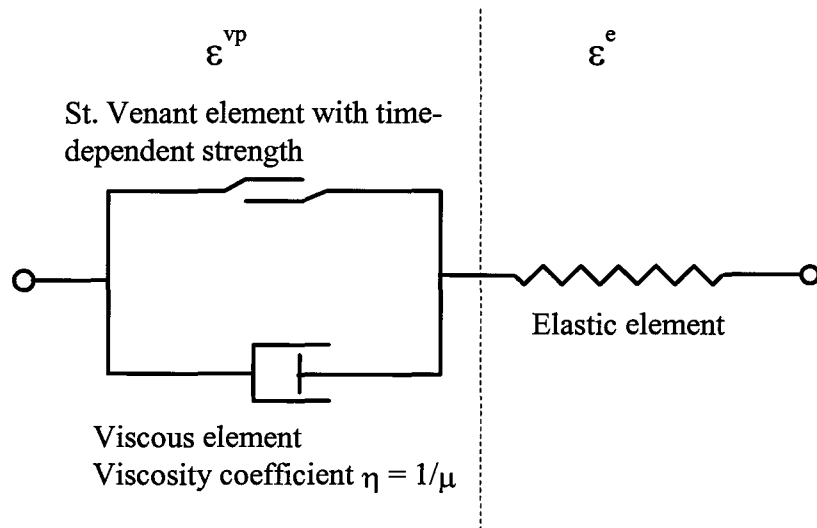 ε^vp
ε^e
St. Venant element with time-
dependent strength
Elastic element
Viscous element
Viscosity coefficient η = 1/μ